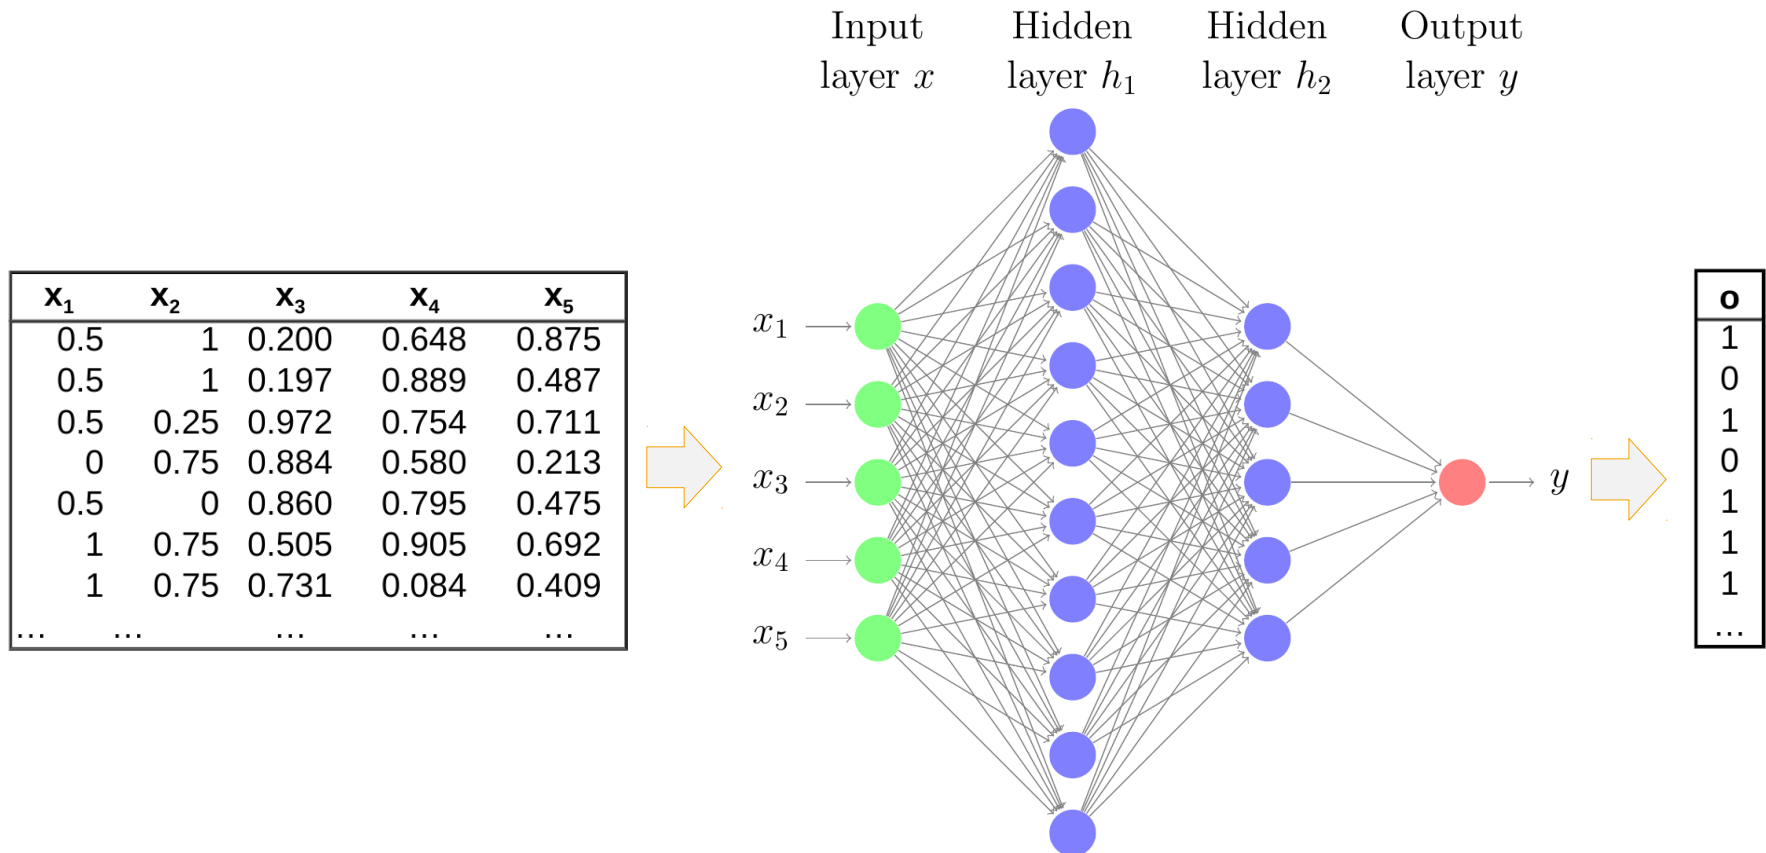 Input layer x
Hidden layer h₁
Hidden layer h₂
Output layer y
x₁ x₂ x₃ x₄ x₅
0.5 1 0.200 0.648 0.875
0.5 1 0.197 0.889 0.487
0.5 0.25 0.972 0.754 0.711
0 0.75 0.884 0.580 0.213
0.5 0 0.860 0.795 0.475
1 0.75 0.505 0.905 0.692
1 0.75 0.731 0.084 0.409
... ... ... ... ...
x₁
x₂
x₃
x₄
x₅
y
o
1
0
1
0
1
1
1
...